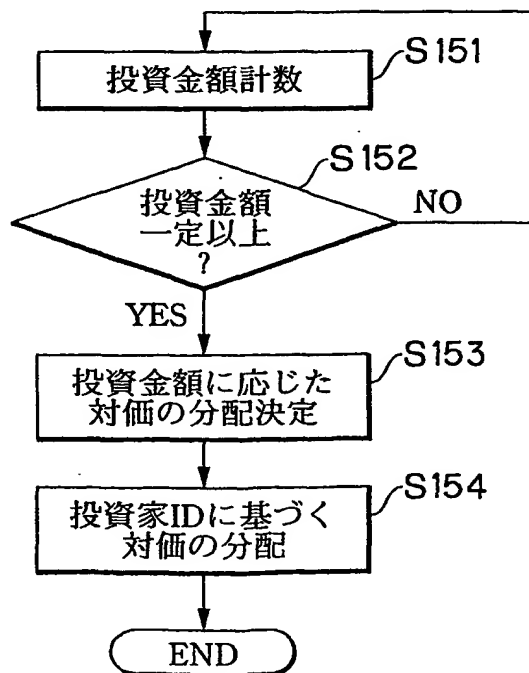 S151
投資金額計数
S152
投資金額
一定以上
?
NO
YES
S153
投資金額に応じた
対価の分配決定
S154
投資家IDに基づく
対価の分配
END